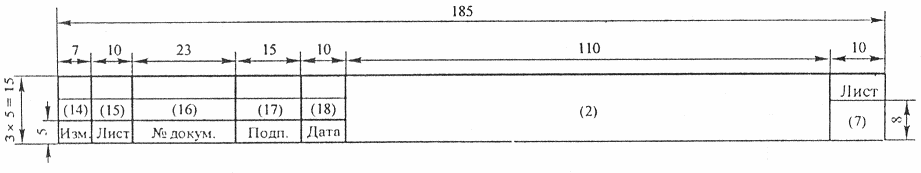 185
7 10 23 15 10 110 10
3 × 5 = 15
Лист
(14) (15) (16) (17) (18) (2) (7) 8
5 Изм. Лист № докум. Подп. Дата